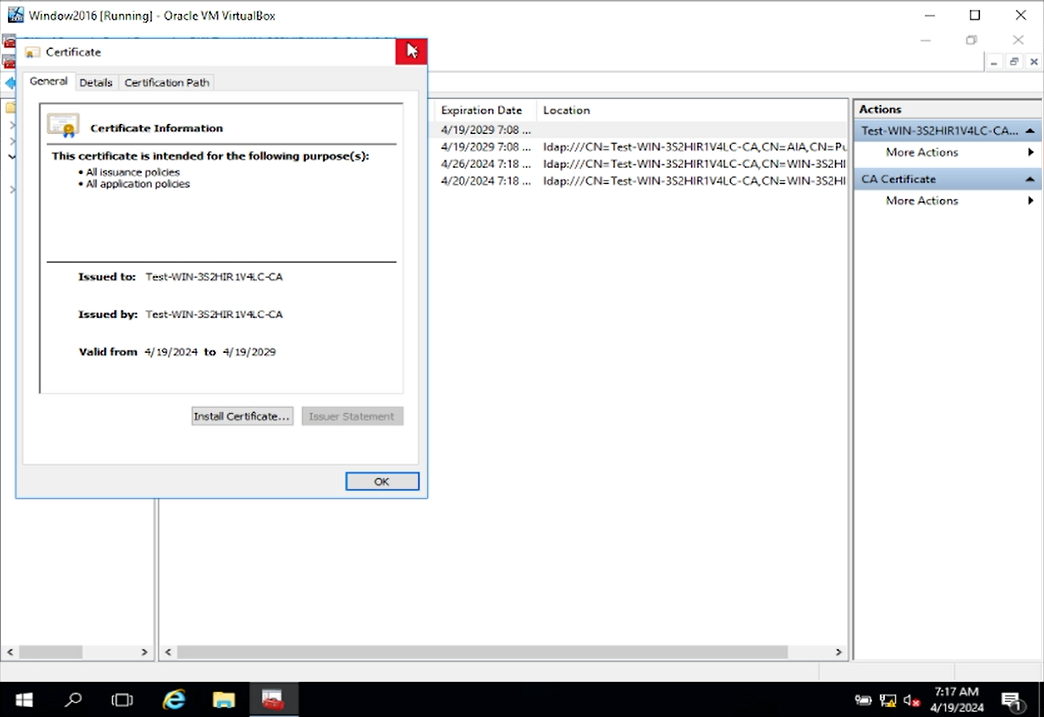 Window2016 [Running] - Oracle VM VirtualBox
Certificate
General Details Certification Path
Certificate Information
This certificate is intended for the following purpose(s):
• All issuance policies
• All application policies
Issued to: Test-WIN-3S2HIR1V4LC-CA
Issued by: Test-WIN-3S2HIR1V4LC-CA
Valid from 4/19/2024 to 4/19/2029
Install Certificate... Issuer Statement
OK
Expiration Date Location
4/19/2029 7:08 ...
4/19/2029 7:08 ... ldap:///CN=Test-WIN-3S2HIR1V4LC-CA,CN=AIA,CN=Pu
4/26/2024 7:18 ... ldap:///CN=Test-WIN-3S2HIR1V4LC-CA,CN=WIN-3S2HI
4/20/2024 7:18 ... ldap:///CN=Test-WIN-3S2HIR1V4LC-CA,CN=WIN-3S2HI
Actions
Test-WIN-3S2HIR1V4LC-CA...
More Actions
CA Certificate
More Actions
7:17 AM
4/19/2024
1